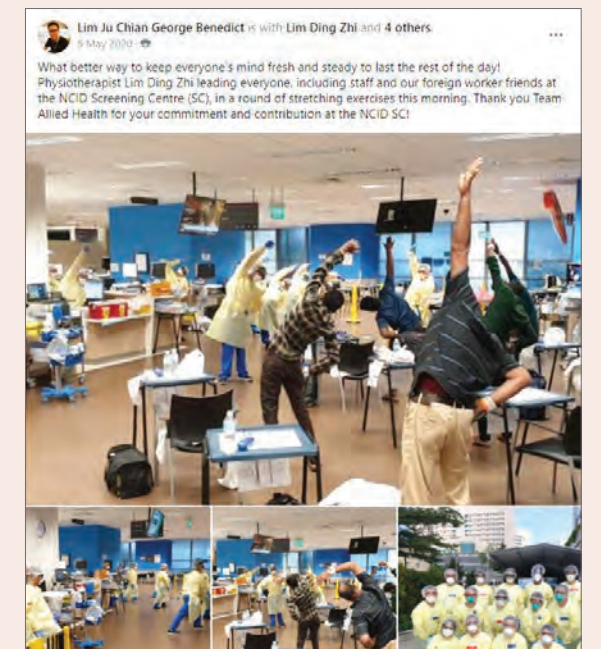 Lim Ju Chian George Benedict is with Lim Ding Zhi and 4 others
5 May 2020
What better way to keep everyone's mind fresh and steady to last the rest of the day!
Physiotherapist Lim Ding Zhi leading everyone, including staff and our foreign worker friends at
the NCID Screening Centre (SC), in a round of stretching exercises this morning. Thank you Team
Allied Health for your commitment and contribution at the NCID SC!